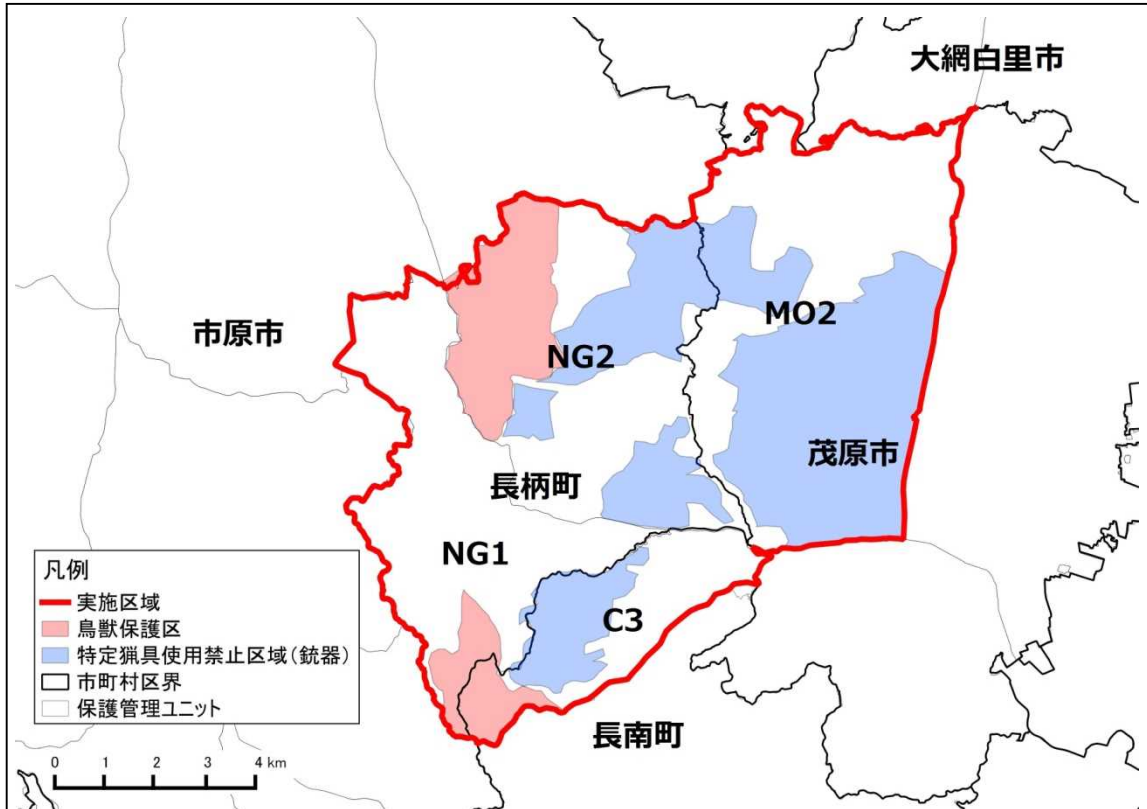 大網白里市
市原市
MO2
NG2
茂原市
長柄町
NG1
C3
長南町
凡例
実施区域
鳥獣保護区
特定猟具使用禁止区域(銃器)
市町村区界
保護管理ユニット
0 1 2 3 4 km